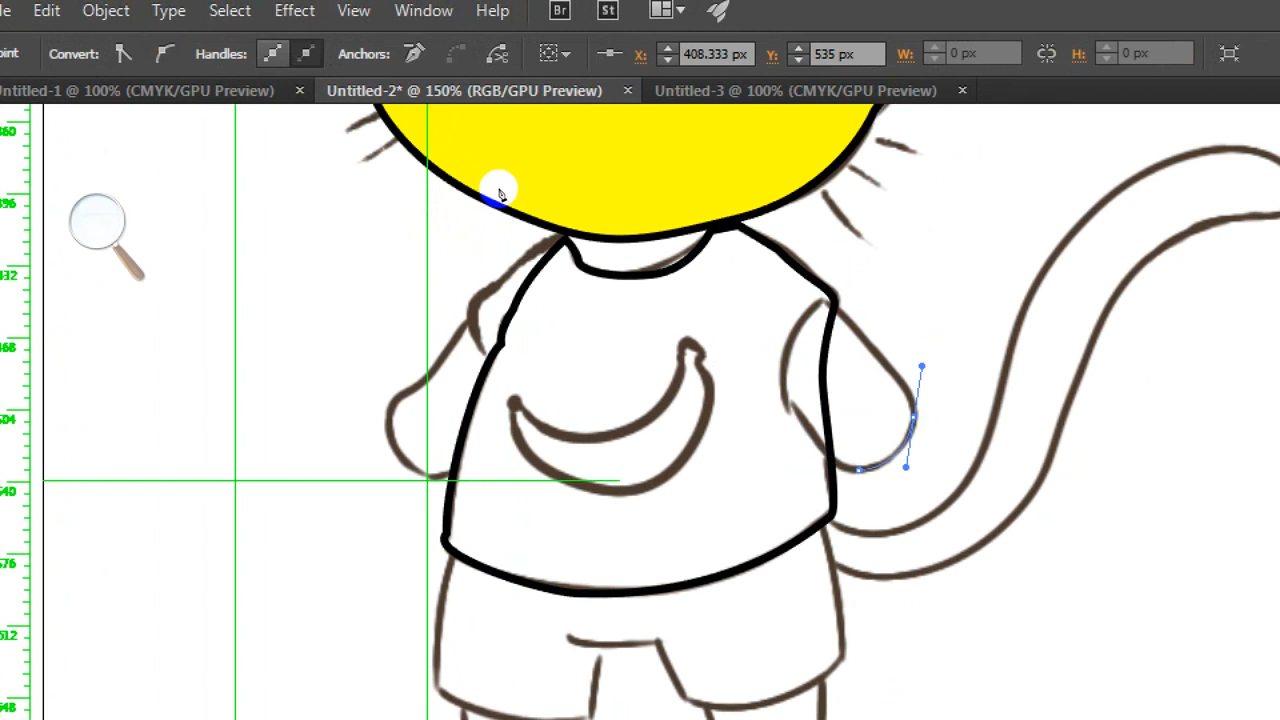 Edit Object Type Select Effect View Window Help Br St
Convert: Handles: Anchors: X: 408.333 px Y: 535 px W: 0 px H: 0 px
Untitled-1 @ 100% (CMYK/GPU Preview) × Untitled-2* @ 150% (RGB/GPU Preview) × Untitled-3 @ 100% (CMYK/GPU Preview) ×